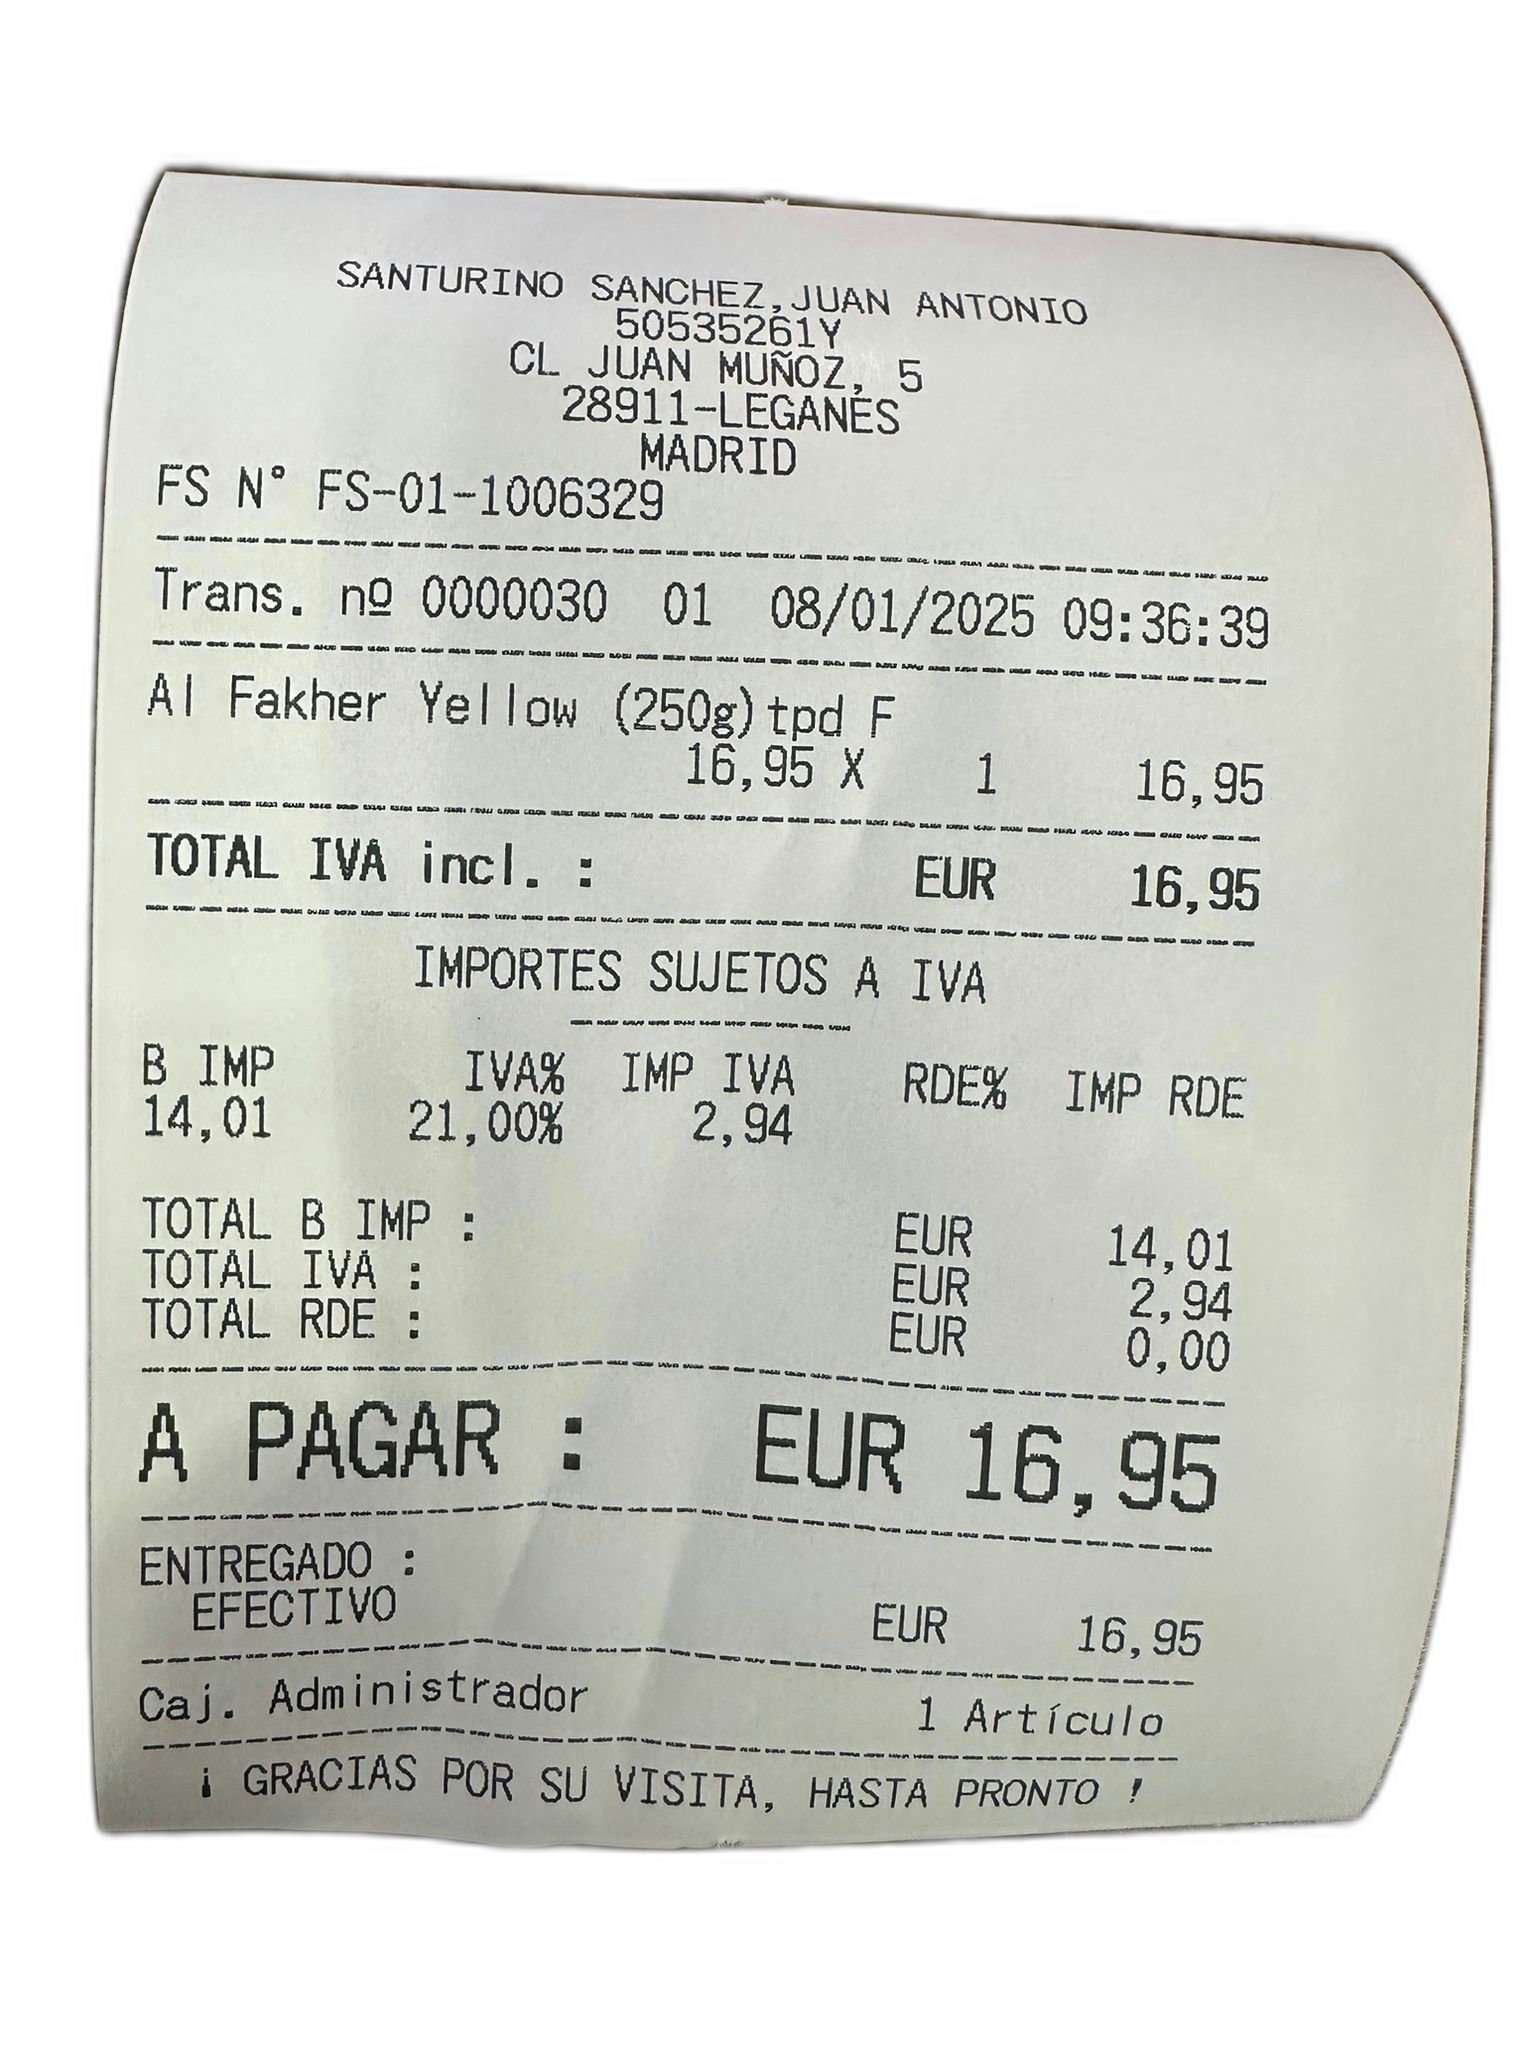 SANTURINO SANCHEZ,JUAN ANTONIO
50535261Y
CL JUAN MUÑOZ, 5
28911-LEGANÉS
MADRID
FS N° FS-01-1006329
Trans. nº 0000030 01 08/01/2025 09:36:39
Al Fakher Yellow (250g)tpd F
16,95 X 1 16,95
TOTAL IVA incl. : EUR 16,95
IMPORTES SUJETOS A IVA
B IMP IVA% IMP IVA RDE% IMP RDE
14,01 21,00% 2,94
TOTAL B IMP : EUR 14,01
TOTAL IVA : EUR 2,94
TOTAL RDE : EUR 0,00
A PAGAR : EUR 16,95
ENTREGADO :
EFECTIVO EUR 16,95
Caj. Administrador 1 Artículo
¡ GRACIAS POR SU VISITA, HASTA PRONTO !